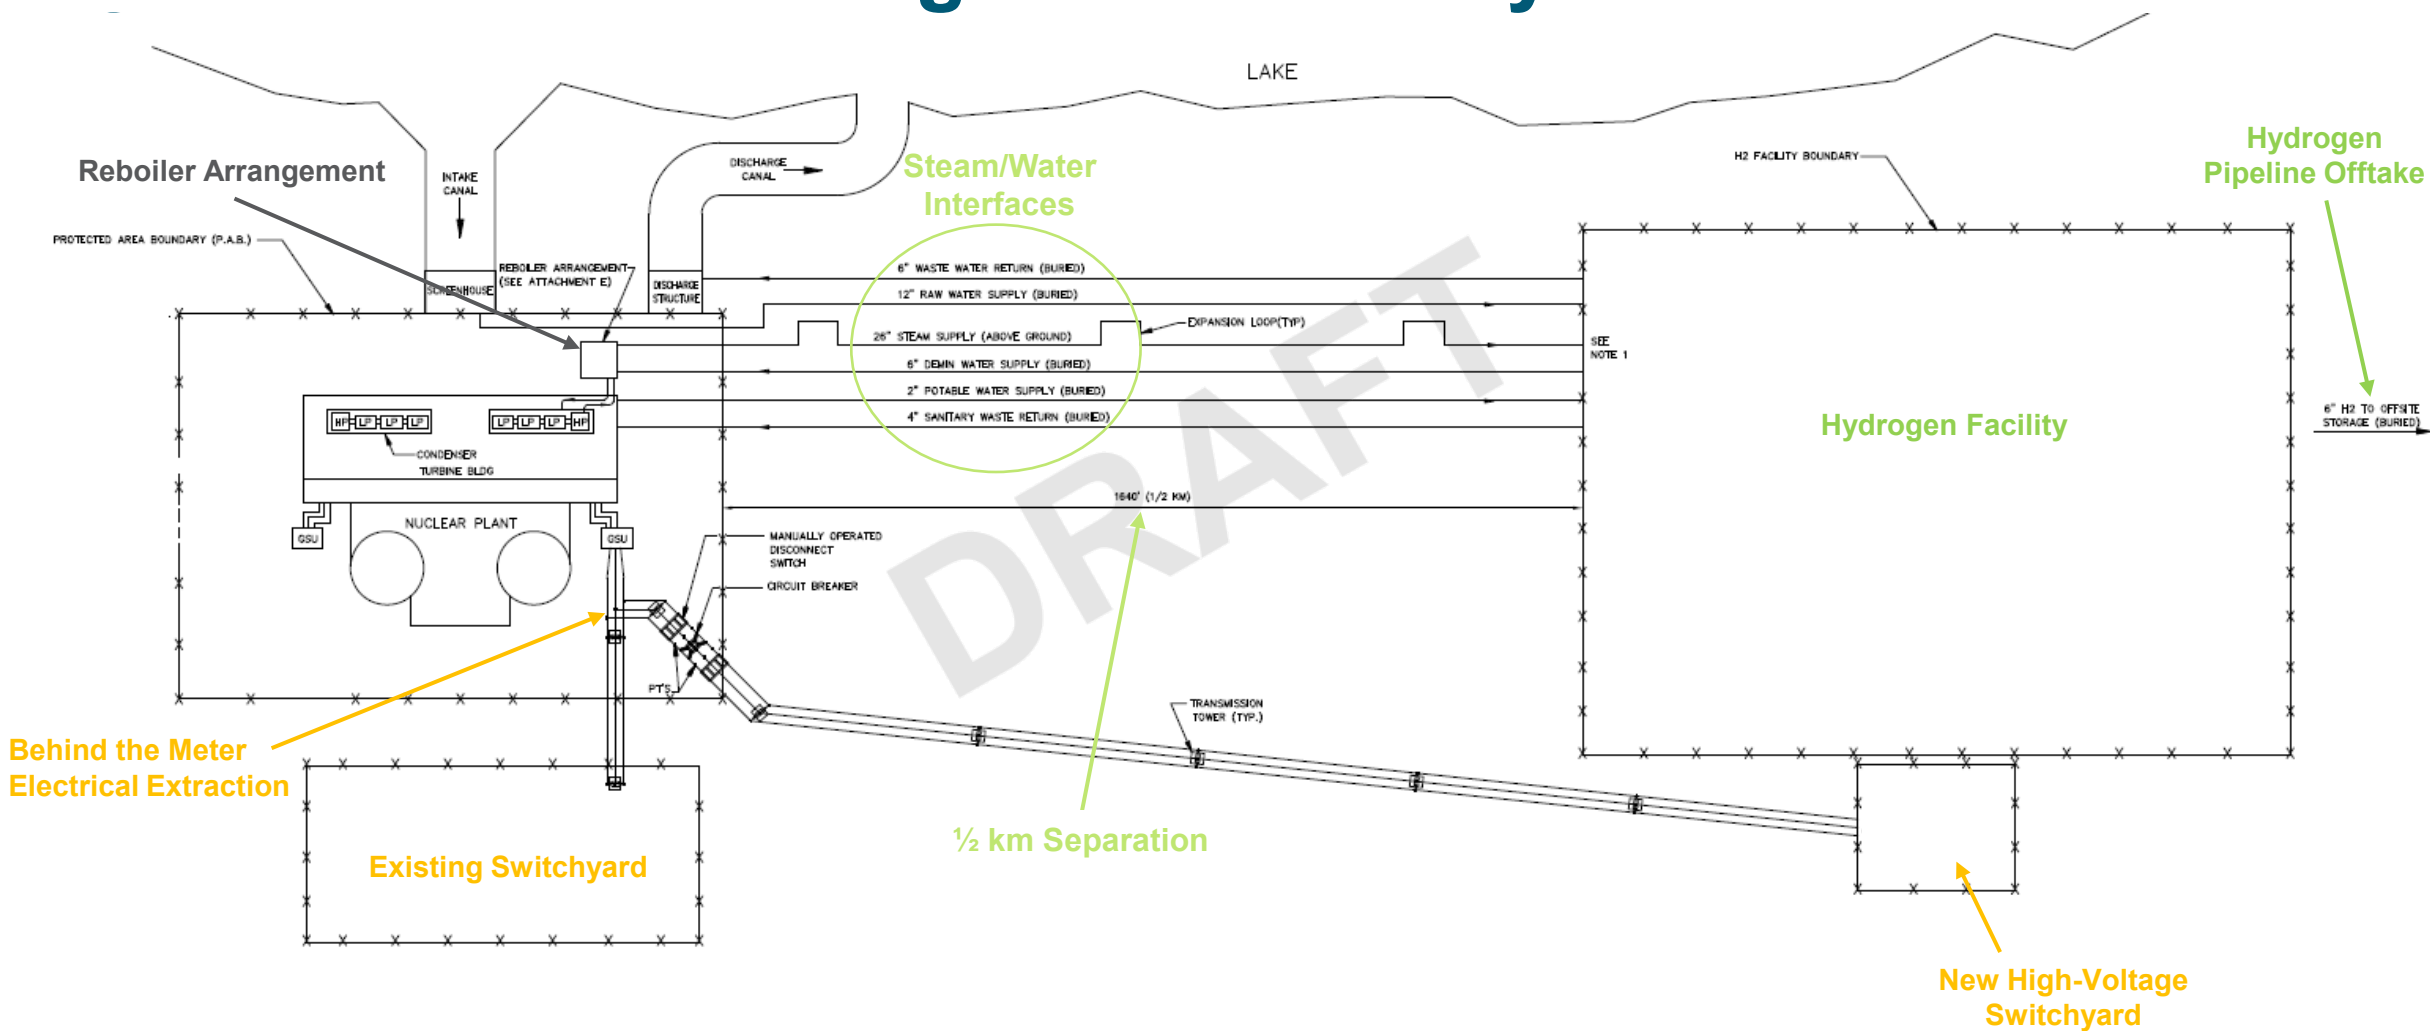 LAKE
Hydrogen
Pipeline Offtake
H2 FACILITY BOUNDARY
Reboiler Arrangement
INTAKE
CANAL
DISCHARGE
CANAL
Steam/Water
Interfaces
PROTECTED AREA BOUNDARY (P.A.B.)
REBOILER ARRANGEMENT
(SEE ATTACHMENT E)
SCREENHOUSE
DISCHARGE
STRUCTURE
6" WASTE WATER RETURN (BURIED)
12" RAW WATER SUPPLY (BURIED)
EXPANSION LOOP(TYP)
26" STEAM SUPPLY (ABOVE GROUND)
SEE
NOTE 1
6" DEMIN WATER SUPPLY (BURIED)
2" POTABLE WATER SUPPLY (BURIED)
4" SANITARY WASTE RETURN (BURIED)
HP LP LP LP
LP LP LP HP
CONDENSER
TURBINE BLDG
Hydrogen Facility
6" H2 TO OFFSITE
STORAGE (BURIED)
1640' (1/2 KM)
NUCLEAR PLANT
GSU
GSU
MANUALLY OPERATED
DISCONNECT
SWITCH
CIRCUIT BREAKER
DRAFT
PT'S
TRANSMISSION
TOWER (TYP.)
Behind the Meter
Electrical Extraction
½ km Separation
Existing Switchyard
New High-Voltage
Switchyard